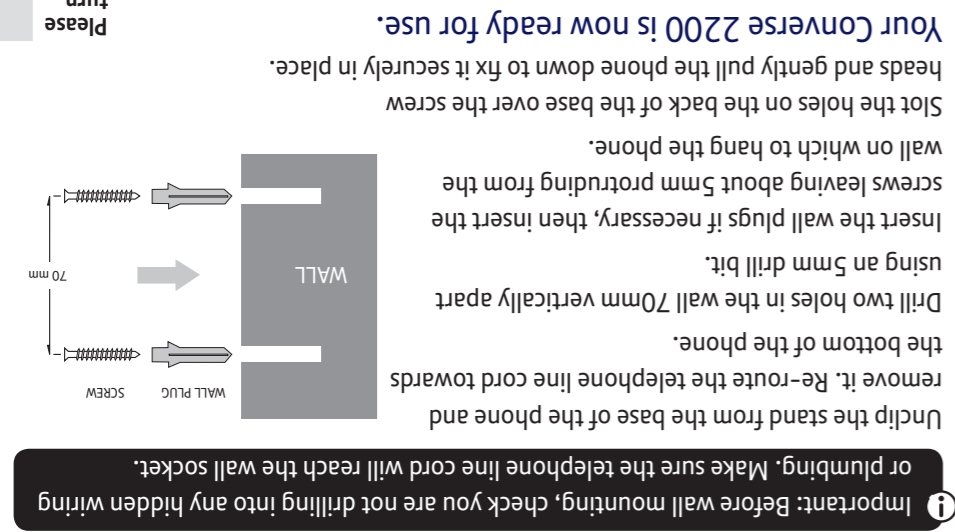 Important: Before wall mounting, check you are not drilling into any hidden wiring
or plumbing. Make sure the telephone line cord will reach the wall socket.
Unclip the stand from the base of the phone and
remove it. Re-route the telephone line cord towards
the bottom of the phone.
Drill two holes in the wall 70mm vertically apart
using an 5mm drill bit.
Insert the wall plugs if necessary, then insert the
screws leaving about 5mm protruding from the
wall on which to hang the phone.
Slot the holes on the back of the base over the screw
heads and gently pull the phone down to fix it securely in place.
Your Converse 2200 is now ready for use.
WALL PLUG
SCREW
WALL
70 mm
Please
turn